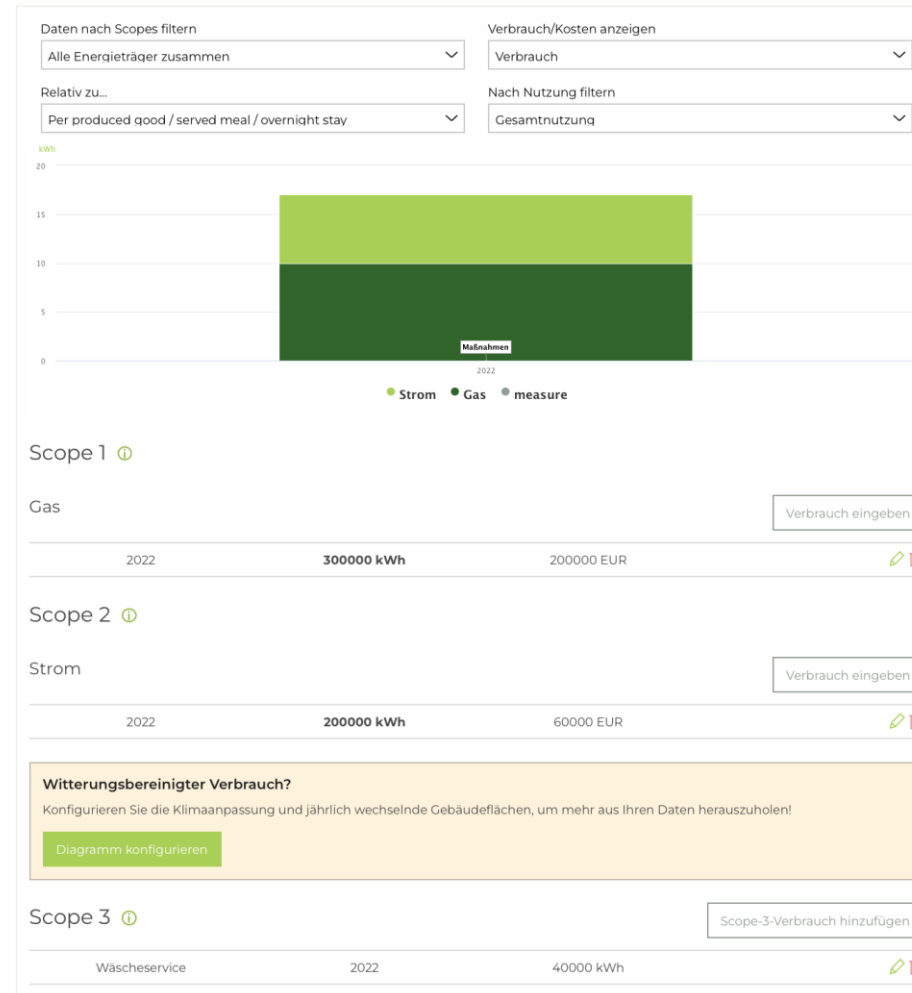 Daten nach Scopes filtern
Verbrauch/Kosten anzeigen
Alle Energieträger zusammen
Verbrauch
Relativ zu...
Nach Nutzung filtern
Per produced good / served meal / overnight stay
Gesamtnutzung
kWh
20
15
10
5
0
Maßnahmen
2022
Strom Gas measure
Scope 1
Gas
Verbrauch eingeben
2022 300000 kWh 200000 EUR
Scope 2
Strom
Verbrauch eingeben
2022 200000 kWh 60000 EUR
Witterungsbereinigter Verbrauch?
Konfigurieren Sie die Klimaanpassung und jährlich wechselnde Gebäudeflächen, um mehr aus Ihren Daten herauszuholen!
Diagramm konfigurieren
Scope 3
Scope-3-Verbrauch hinzufügen
Wäscheservice 2022 40000 kWh